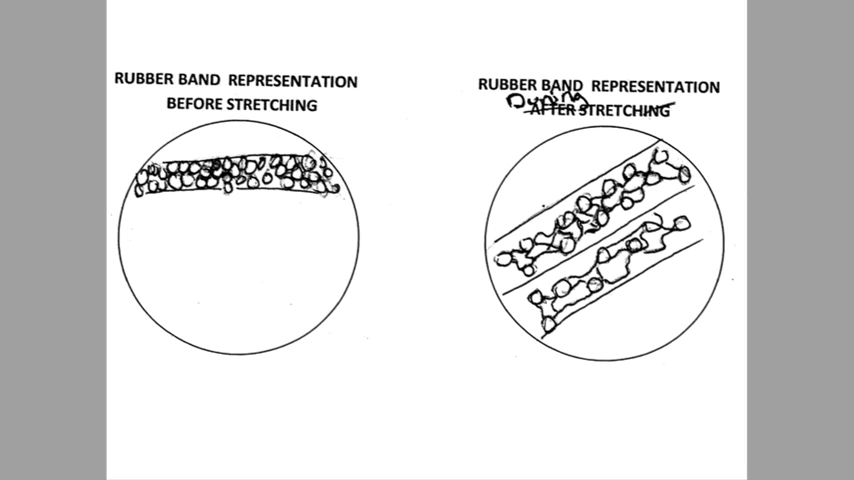 RUBBER BAND REPRESENTATION
BEFORE STRETCHING
RUBBER BAND REPRESENTATION
During
AFTER STRETCHING